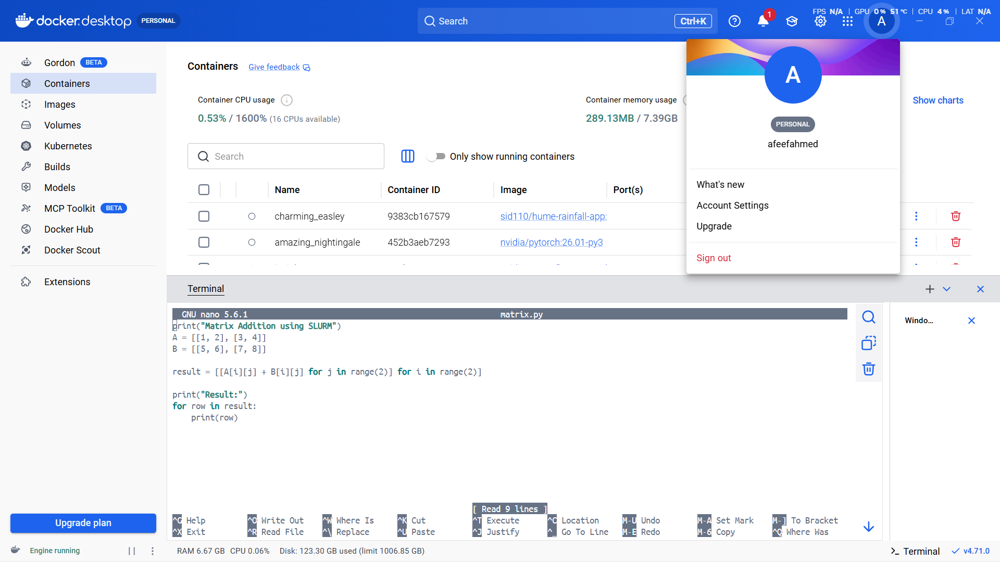 docker.desktop PERSONAL
Search Ctrl+K
1
FPS N/A | GPU 0% 51°C | CPU 4% | LAT N/A
A
Gordon BETA
Containers
Images
Volumes
Kubernetes
Builds
Models
MCP Toolkit BETA
Docker Hub
Docker Scout
Extensions
Upgrade plan
Containers Give feedback
Container CPU usage
0.53% / 1600% (16 CPUs available)
Container memory usage
289.13MB / 7.39GB
Show charts
Search
Only show running containers
Name Container ID Image Port(s)
charming_easley 9383cb167579 sid110/hume-rainfall-app:
amazing_nightingale 452b3aeb7293 nvidia/pytorch:26.01-py3
A
PERSONAL
afeefahmed
What's new
Account Settings
Upgrade
Sign out
Terminal
GNU nano 5.6.1 matrix.py
print("Matrix Addition using SLURM")
A = [[1, 2], [3, 4]]
B = [[5, 6], [7, 8]]
result = [[A[i][j] + B[i][j] for j in range(2)] for i in range(2)]
print("Result:")
for row in result:
    print(row)
[ Read 9 lines ]
^G Help ^O Write Out ^W Where Is ^K Cut ^T Execute ^C Location M-U Undo M-A Set Mark M-] To Bracket
^X Exit ^R Read File ^\ Replace ^U Paste ^J Justify ^_ Go To Line M-E Redo M-6 Copy ^Q Where Was
Windo...
Engine running
RAM 6.67 GB CPU 0.06% Disk: 123.30 GB used (limit 1006.85 GB)
Terminal v4.71.0